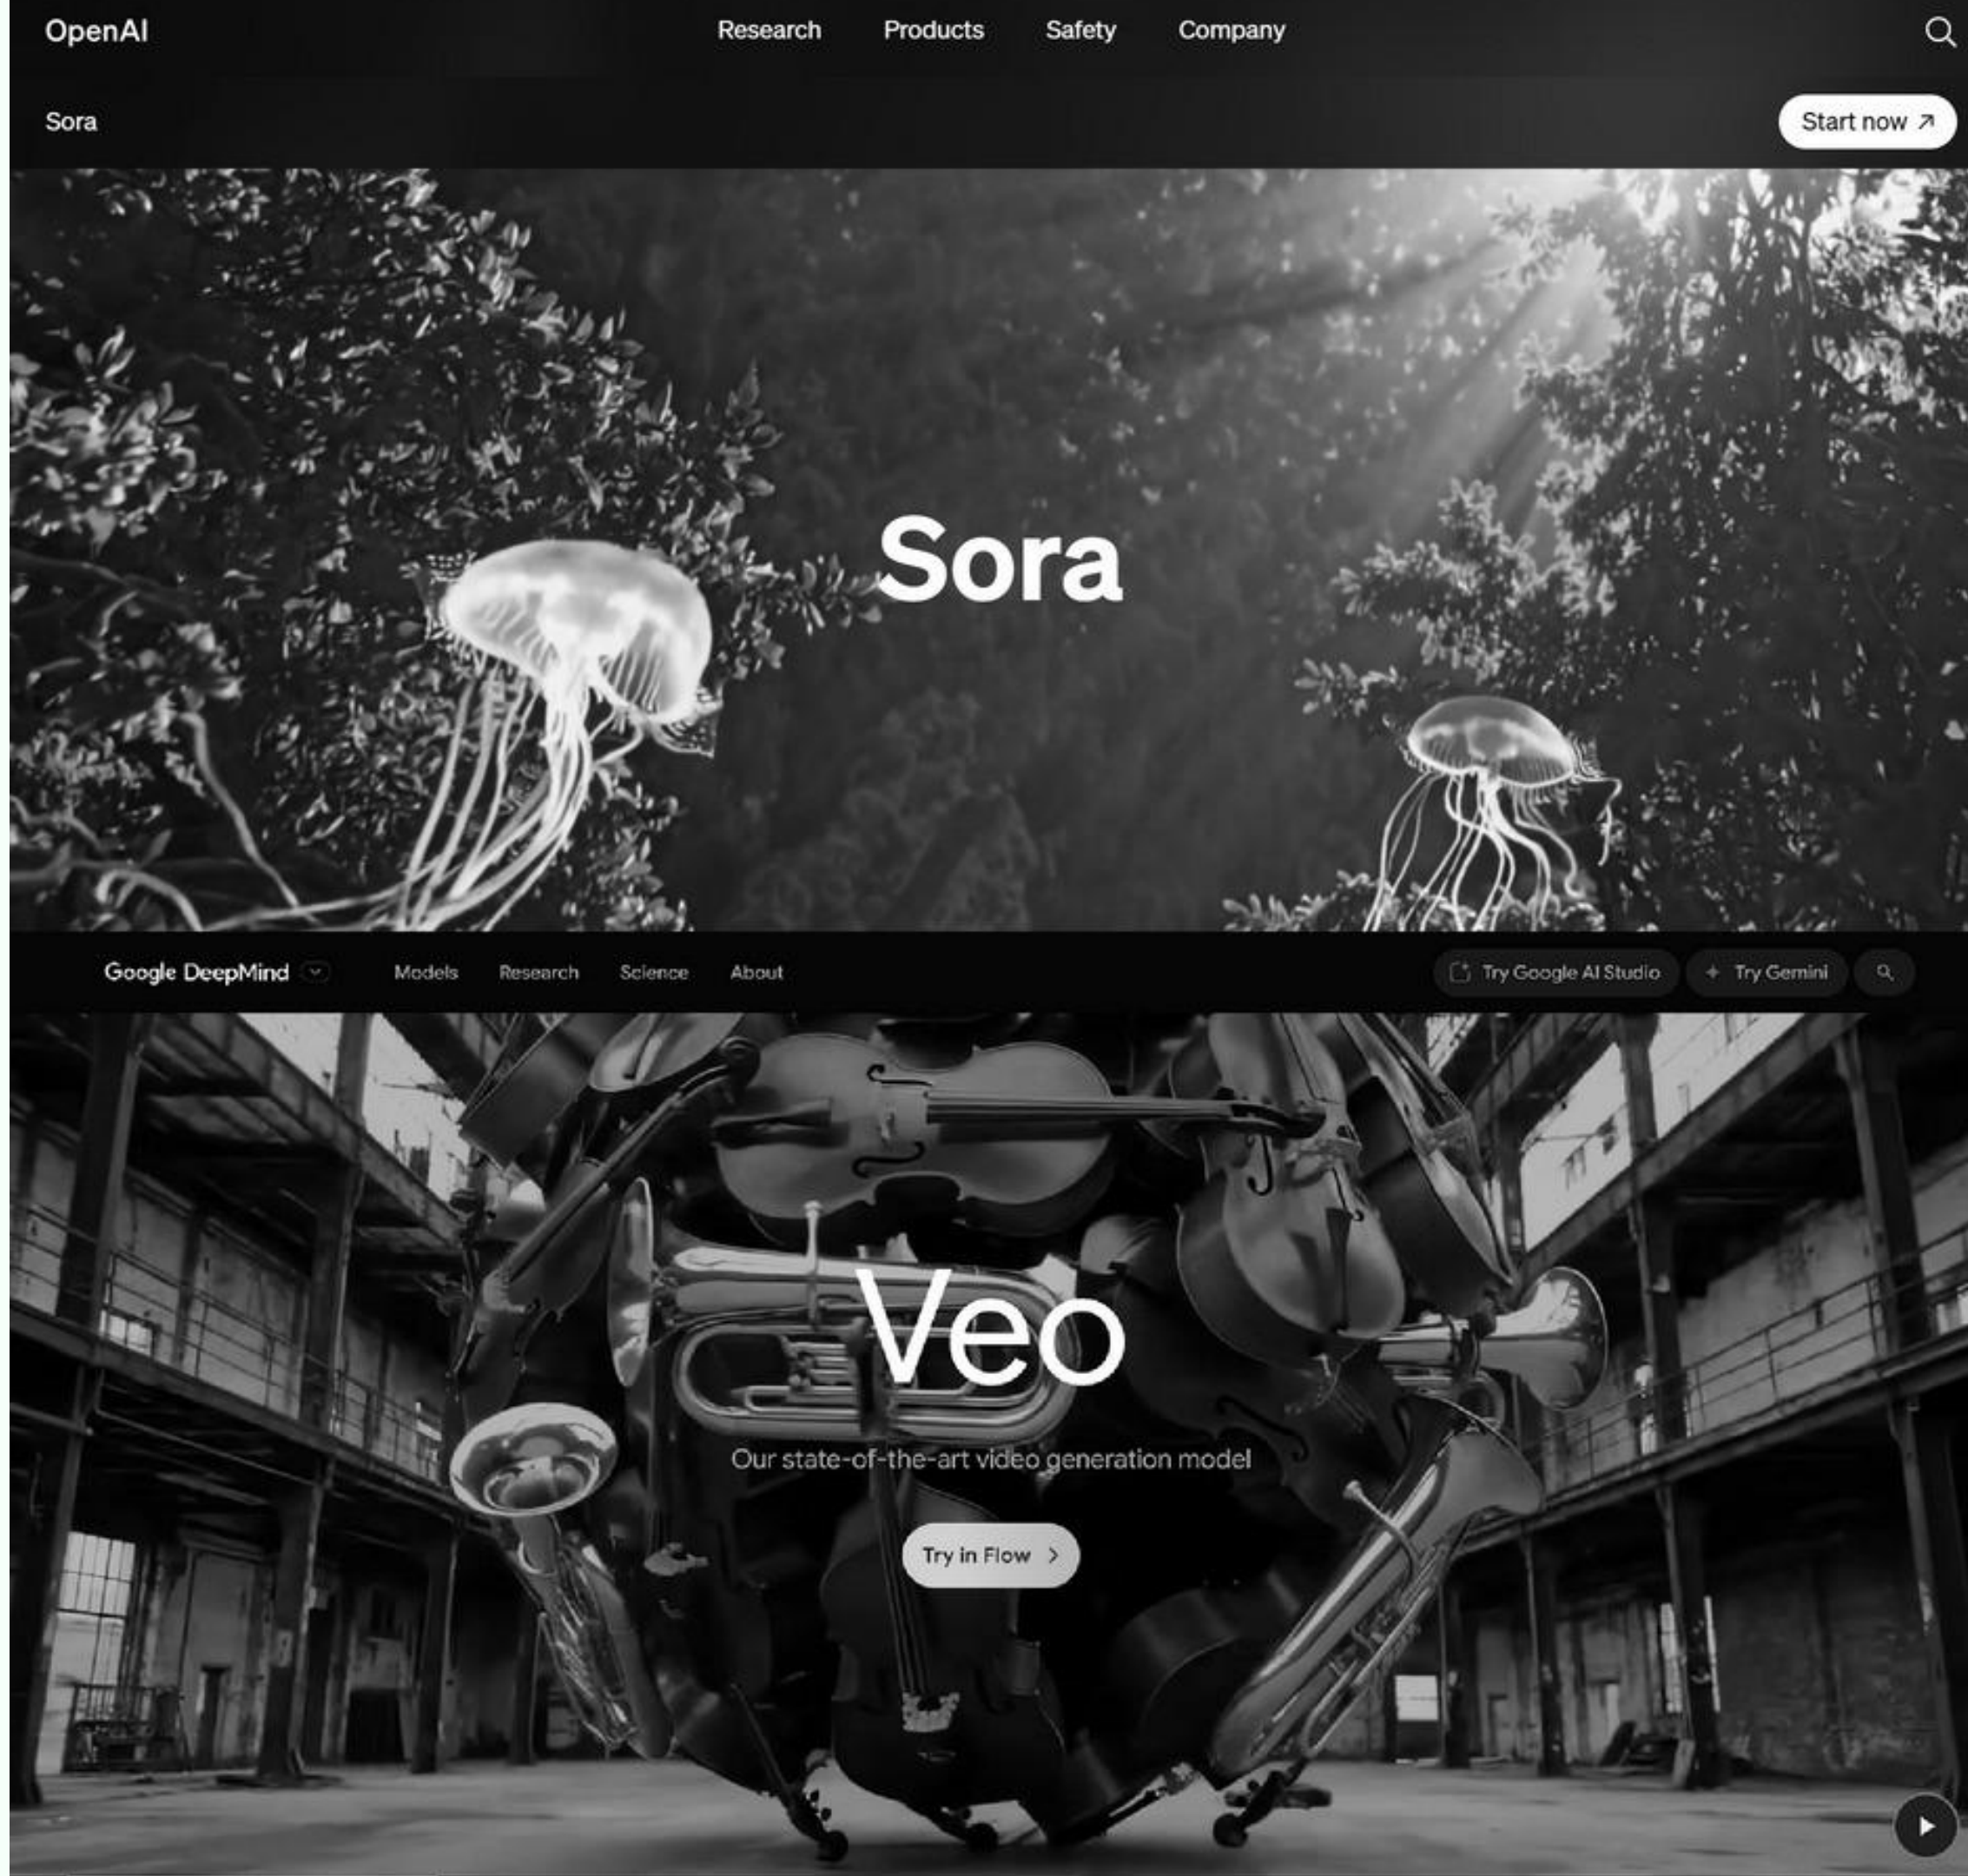 OpenAI
Research Products Safety Company
Sora
Start now
Sora
Google DeepMind
Models Research Science About
Try Google AI Studio
Try Gemini
Veo
Our state-of-the-art video generation model
Try in Flow